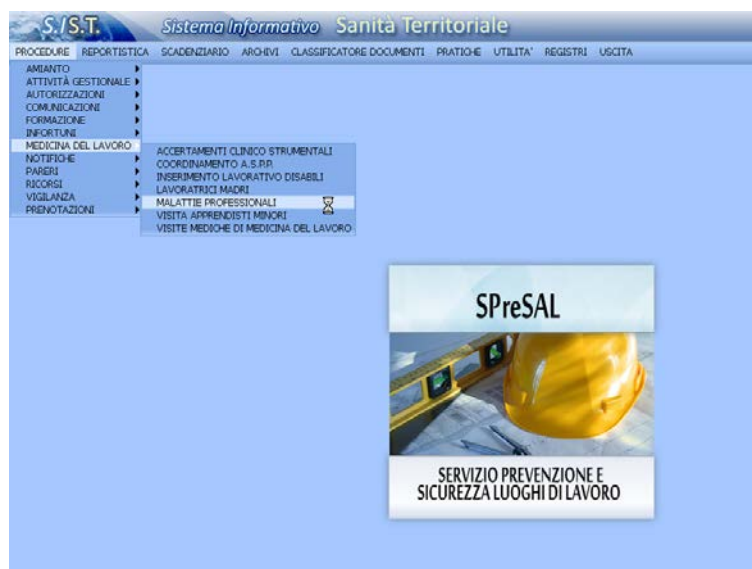 S.I.S.T. Sistema Informativo Sanità Territoriale
PROCEDURE REPORTISTICA SCADENZIARIO ARCHIVI CLASSIFICATORE DOCUMENTI PRATICHE UTILITA' REGISTRI USCITA
AMIANTO
ATTIVITÀ GESTIONALE
AUTORIZZAZIONI
COMUNICAZIONI
FORMAZIONE
INFORTUNI
MEDICINA DEL LAVORO
NOTIFICHE
PARERI
RICORSI
VIGILANZA
PRENOTAZIONI
ACCERTAMENTI CLINICO STRUMENTALI
COORDINAMENTO A.S.P.P.
INSERIMENTO LAVORATIVO DISABILI
LAVORATRICI MADRI
MALATTIE PROFESSIONALI
VISITA APPRENDISTI MINORI
VISITE MEDICHE DI MEDICINA DEL LAVORO
SPreSAL
SERVIZIO PREVENZIONE E
SICUREZZA LUOGHI DI LAVORO